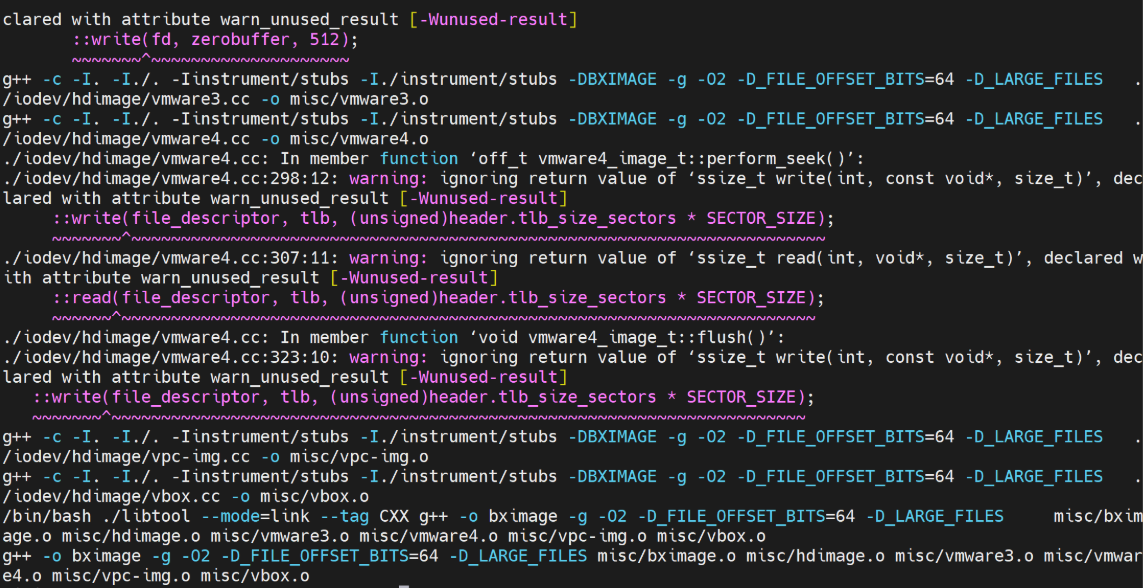 clared with attribute warn_unused_result [-Wunused-result]
       ::write(fd, zerobuffer, 512);
       ~~~~~~~^~~~~~~~~~~~~~~~~~~~~
g++ -c -I. -I./. -Iinstrument/stubs -I./instrument/stubs -DBXIMAGE -g -O2 -D_FILE_OFFSET_BITS=64 -D_LARGE_FILES   .
/iodev/hdimage/vmware3.cc -o misc/vmware3.o
g++ -c -I. -I./. -Iinstrument/stubs -I./instrument/stubs -DBXIMAGE -g -O2 -D_FILE_OFFSET_BITS=64 -D_LARGE_FILES   .
/iodev/hdimage/vmware4.cc -o misc/vmware4.o
./iodev/hdimage/vmware4.cc: In member function ‘off_t vmware4_image_t::perform_seek()’:
./iodev/hdimage/vmware4.cc:298:12: warning: ignoring return value of ‘ssize_t write(int, const void*, size_t)’, dec
lared with attribute warn_unused_result [-Wunused-result]
     ::write(file_descriptor, tlb, (unsigned)header.tlb_size_sectors * SECTOR_SIZE);
     ~~~~~~~^~~~~~~~~~~~~~~~~~~~~~~~~~~~~~~~~~~~~~~~~~~~~~~~~~~~~~~~~~~~~~~~~~~~~~
./iodev/hdimage/vmware4.cc:307:11: warning: ignoring return value of ‘ssize_t read(int, void*, size_t)’, declared w
ith attribute warn_unused_result [-Wunused-result]
     ::read(file_descriptor, tlb, (unsigned)header.tlb_size_sectors * SECTOR_SIZE);
     ~~~~~~^~~~~~~~~~~~~~~~~~~~~~~~~~~~~~~~~~~~~~~~~~~~~~~~~~~~~~~~~~~~~~~~~~~~~
./iodev/hdimage/vmware4.cc: In member function ‘void vmware4_image_t::flush()’:
./iodev/hdimage/vmware4.cc:323:10: warning: ignoring return value of ‘ssize_t write(int, const void*, size_t)’, dec
lared with attribute warn_unused_result [-Wunused-result]
   ::write(file_descriptor, tlb, (unsigned)header.tlb_size_sectors * SECTOR_SIZE);
   ~~~~~~~^~~~~~~~~~~~~~~~~~~~~~~~~~~~~~~~~~~~~~~~~~~~~~~~~~~~~~~~~~~~~~~~~~~~~~
g++ -c -I. -I./. -Iinstrument/stubs -I./instrument/stubs -DBXIMAGE -g -O2 -D_FILE_OFFSET_BITS=64 -D_LARGE_FILES   .
/iodev/hdimage/vpc-img.cc -o misc/vpc-img.o
g++ -c -I. -I./. -Iinstrument/stubs -I./instrument/stubs -DBXIMAGE -g -O2 -D_FILE_OFFSET_BITS=64 -D_LARGE_FILES   .
/iodev/hdimage/vbox.cc -o misc/vbox.o
/bin/bash ./libtool --mode=link --tag CXX g++ -o bximage -g -O2 -D_FILE_OFFSET_BITS=64 -D_LARGE_FILES     misc/bxim
age.o misc/hdimage.o misc/vmware3.o misc/vmware4.o misc/vpc-img.o misc/vbox.o
g++ -o bximage -g -O2 -D_FILE_OFFSET_BITS=64 -D_LARGE_FILES misc/bximage.o misc/hdimage.o misc/vmware3.o misc/vmwar
e4.o misc/vpc-img.o misc/vbox.o